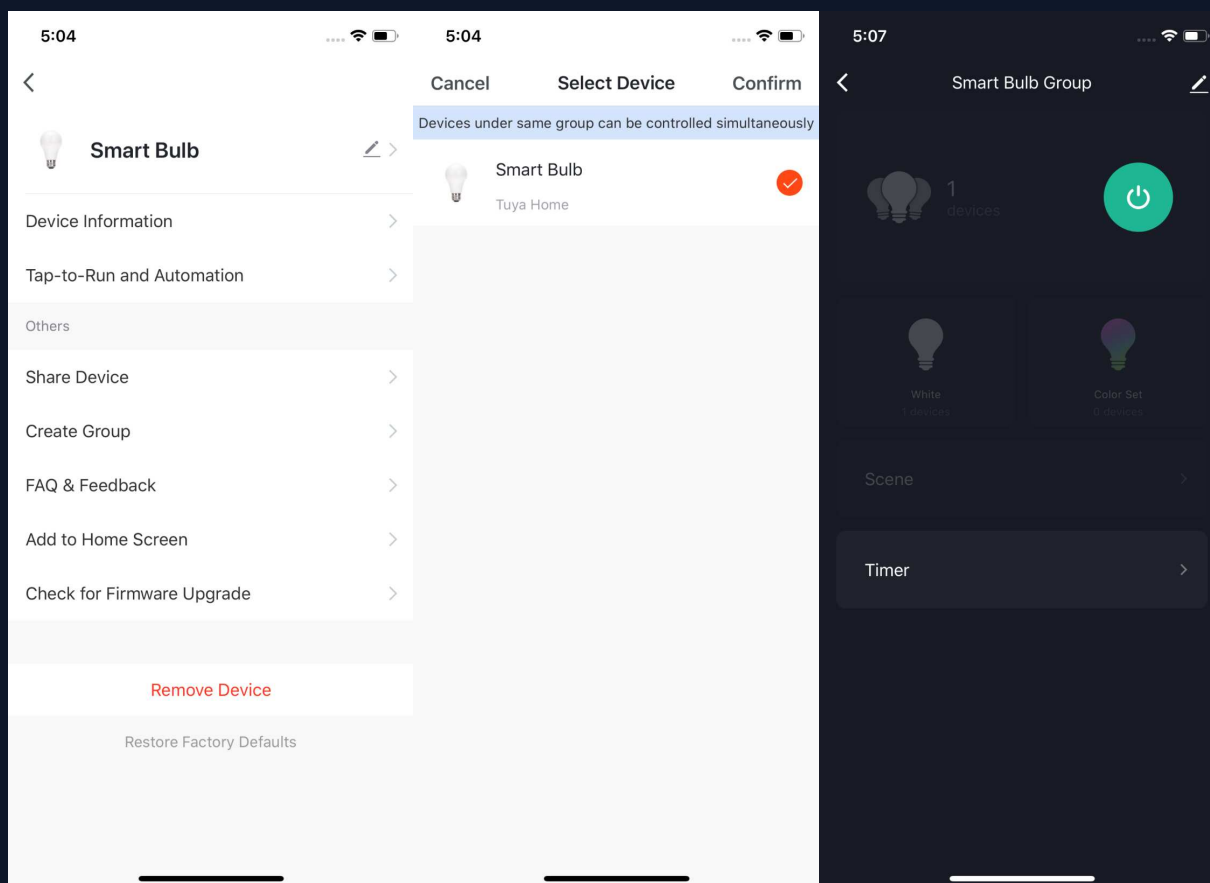 5:04
Smart Bulb
Device Information
Tap-to-Run and Automation
Others
Share Device
Create Group
FAQ & Feedback
Add to Home Screen
Check for Firmware Upgrade
Remove Device
Restore Factory Defaults
5:04
Cancel Select Device Confirm
Devices under same group can be controlled simultaneously
Smart Bulb
Tuya Home
5:07
Smart Bulb Group
1
devices
White
1 devices
Color Set
0 devices
Scene
Timer